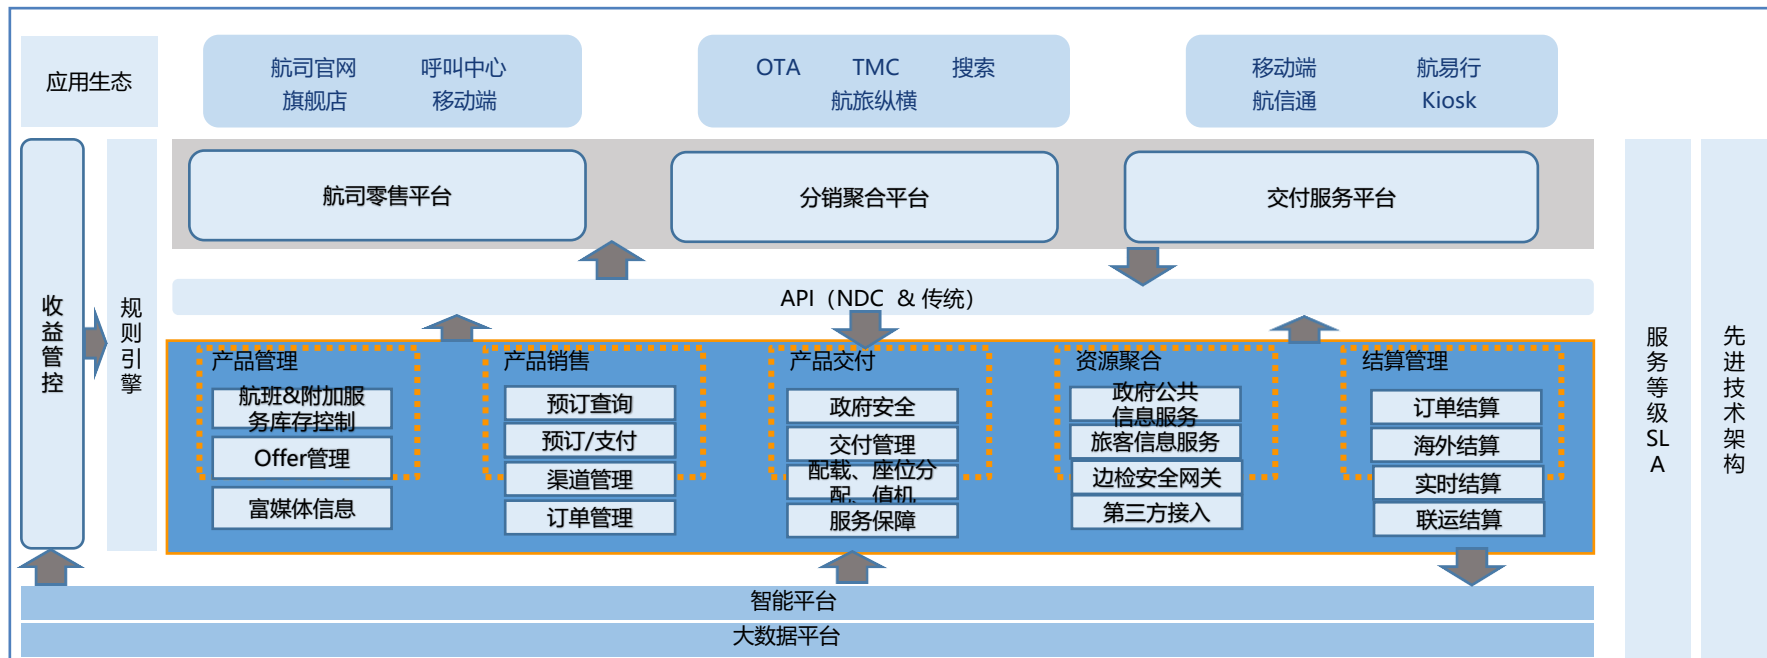 应用生态
航司官网 呼叫中心
旗舰店 移动端
OTA TMC 搜索
航旅纵横
移动端 航易行
航信通 Kiosk
收益管控
规则引擎
航司零售平台
分销聚合平台
交付服务平台
API（NDC & 传统）
产品管理
航班&附加服
务库存控制
Offer管理
富媒体信息
产品销售
预订查询
预订/支付
渠道管理
订单管理
产品交付
政府安全
交付管理
配载、座位分
配、值机
服务保障
资源聚合
政府公共
信息服务
旅客信息服务
边检安全网关
第三方接入
结算管理
订单结算
海外结算
实时结算
联运结算
服务等级SL
A
先进技术架构
智能平台
大数据平台